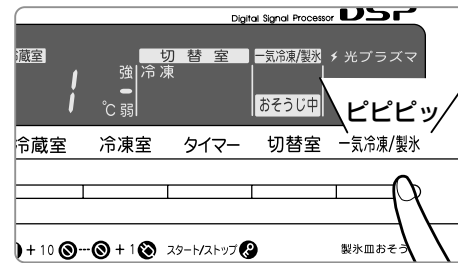 Digital Signal Processor DSP
蔵室 切替室 一気冷凍/製氷 光プラズマ
1 強 冷凍
℃ 弱 おそうじ中 ピピピッ
冷蔵室 冷凍室 タイマー 切替室 一気冷凍/製氷
+10 --- +1 スタート/ストップ 製氷皿おそう